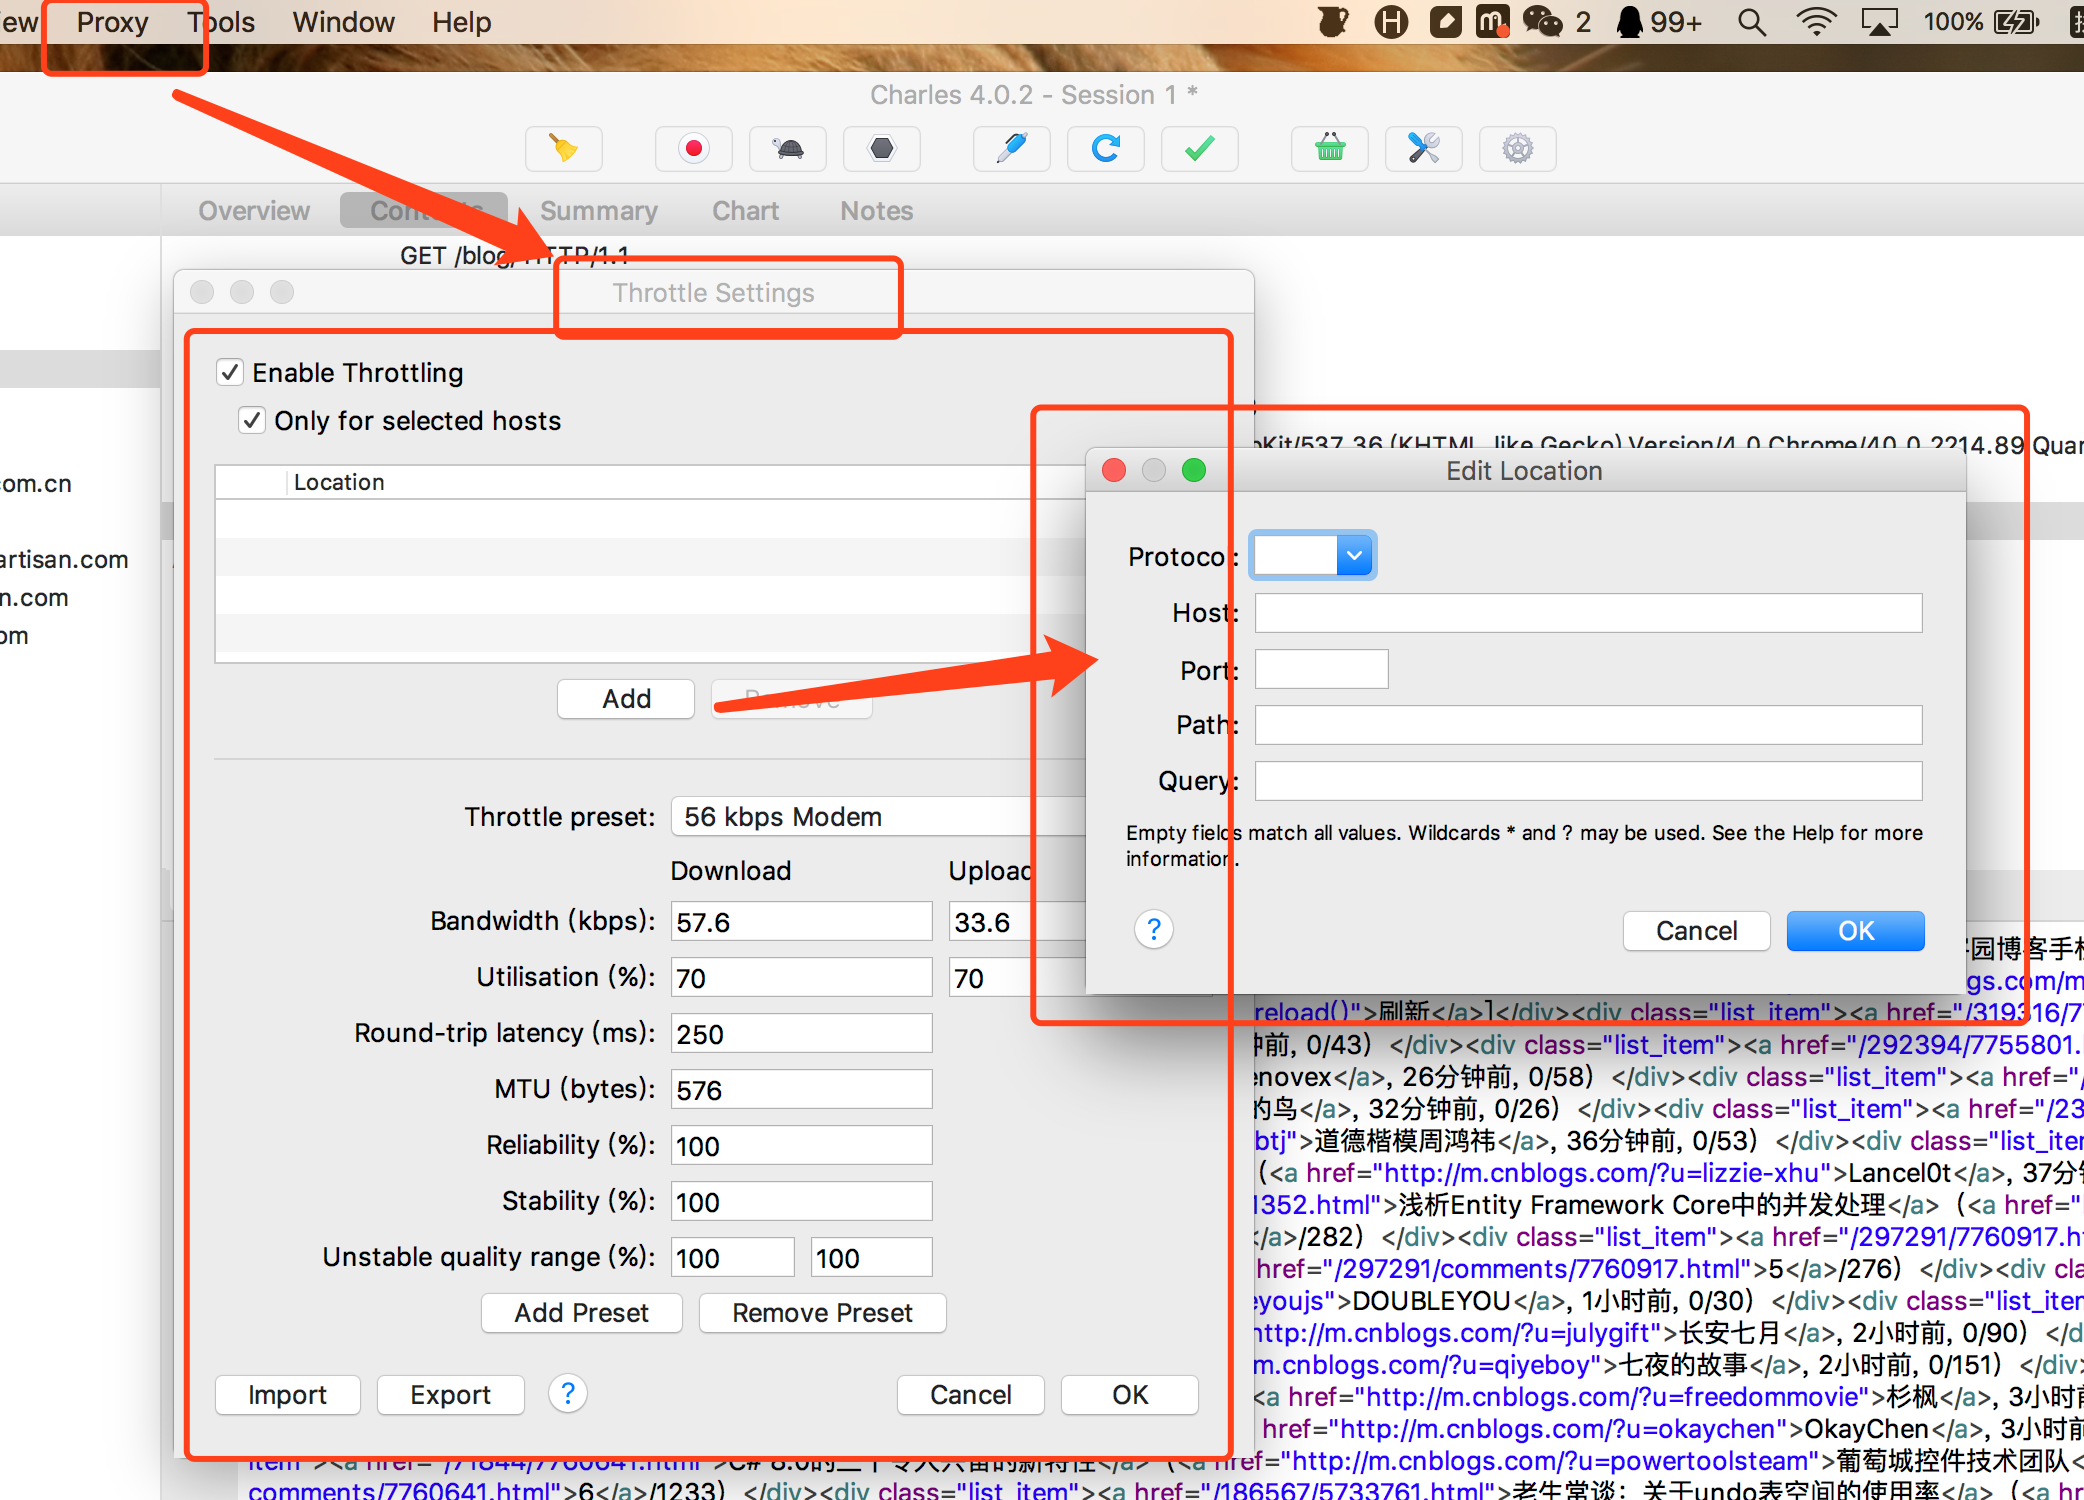 Proxy Tools Window Help 2 99+ 100%
Charles 4.0.2 - Session 1 *
Overview Summary Chart Notes
GET /blog/ HTTP/1.1
Throttle Settings
Enable Throttling
Only for selected hosts
Location
Add
Throttle preset: 56 kbps Modem
Download Upload
Bandwidth (kbps): 57.6 33.6
Utilisation (%): 70 70
Round-trip latency (ms): 250
MTU (bytes): 576
Reliability (%): 100
Stability (%): 100
Unstable quality range (%): 100 100
Add Preset Remove Preset
Import Export ? Cancel OK
om.cn
artisan.com
n.com
om
Kit/537.36 (KHTML, like Gecko) Version/4.0 Chrome/40.0.2214.89
Edit Location
Protocol:
Host:
Port:
Path:
Query:
Empty fields match all values. Wildcards * and ? may be used. See the Help for more
information.
? Cancel OK
园博客手机
gs.com/m
reload()">刷新</a>]</div><div class="list_item"><a href="/319316/7
钟前, 0/43）</div><div class="list_item"><a href="/292394/7755801.
enovex</a>, 26分钟前, 0/58）</div><div class="list_item"><a href="/
的鸟</a>, 32分钟前, 0/26）</div><div class="list_item"><a href="/23
btj">道德楷模周鸿祎</a>, 36分钟前, 0/53）</div><div class="list_iter
（<a href="http://m.cnblogs.com/?u=lizzie-xhu">Lancel0t</a>, 37分钟
1352.html">浅析Entity Framework Core中的并发处理</a>（<a href="
/a>/282）</div><div class="list_item"><a href="/297291/7760917.h
href="/297291/comments/7760917.html">5</a>/276）</div><div cla
eyoujs">DOUBLEYOU</a>, 1小时前, 0/30）</div><div class="list_iten
http://m.cnblogs.com/?u=julygift">长安七月</a>, 2小时前, 0/90）</d
m.cnblogs.com/?u=qiyeboy">七夜的故事</a>, 2小时前, 0/151）</div>
<a href="http://m.cnblogs.com/?u=freedommovie">杉枫</a>, 3小时前
href="http://m.cnblogs.com/?u=okaychen">OkayChen</a>, 3小时前
item"><a href="/71844/7760641.html">C# 8.0的三个令人兴奋的新特性</a>（<a href="http://m.cnblogs.com/?u=powertoolsteam">葡萄城控件技术团队<
comments/7760641.html">6</a>/1233）</div><div class="list_item"><a href="/186567/5733761.html">老生常谈：关于undo表空间的使用率</a>（<a hr